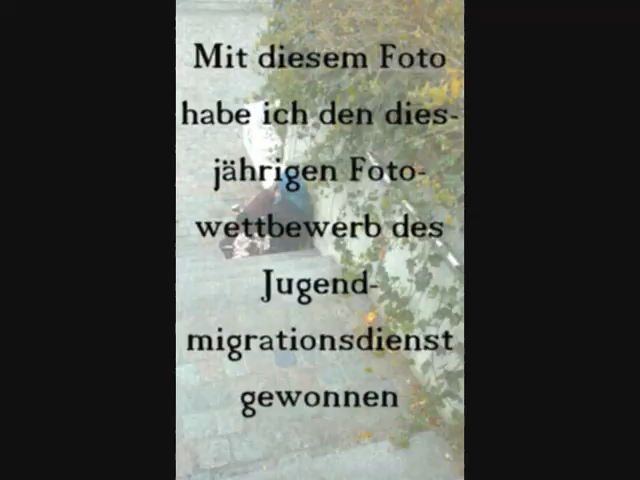 Mit diesem Foto
habe ich den dies-
jährigen Foto-
wettbewerb des
Jugend-
migrationsdienst
gewonnen